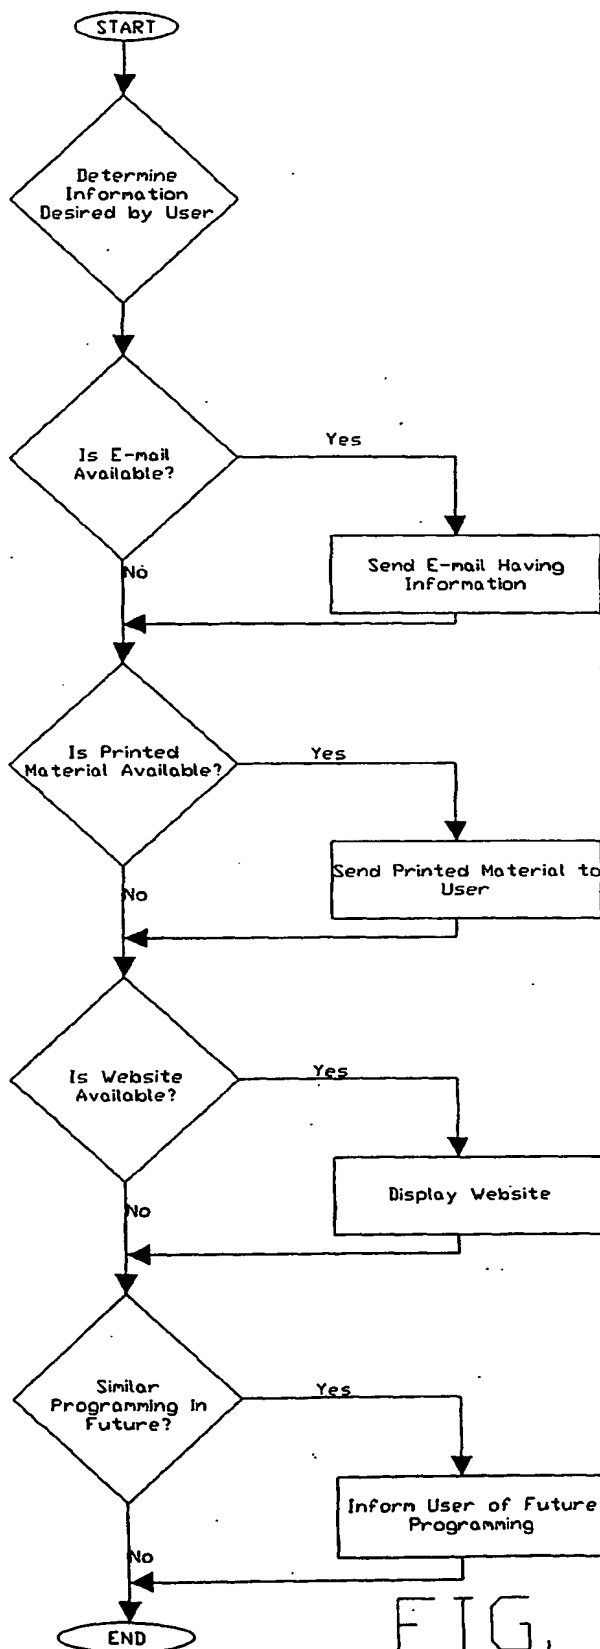 START
Determine
Information
Desired by User
Is E-mail
Available?
Yes
Send E-mail Having
Information
No
Is Printed
Material Available?
Yes
Send Printed Material to
User
No
Is Website
Available?
Yes
Display Website
No
Similar
Programming in
Future?
Yes
Inform User of Future
Programming
No
END
FIG.